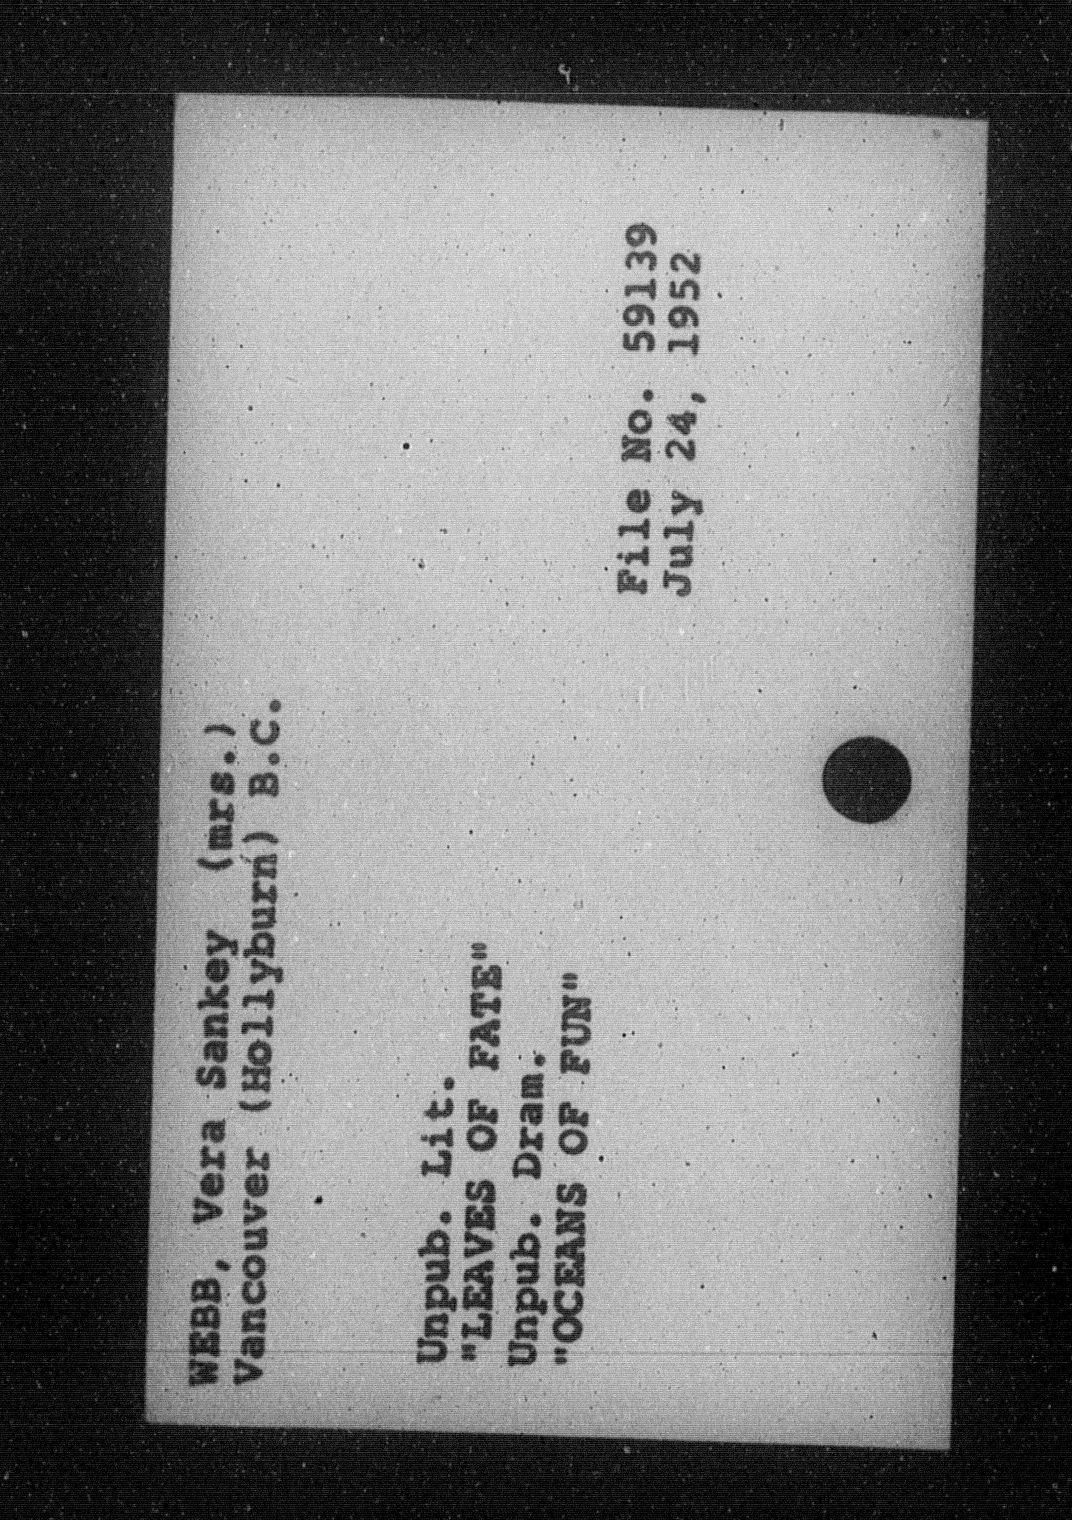 WEBB, Vera Sankey (mrs.)
Vancouver (Hollyburn) B.C.
Unpub. Lit.
"LEAVES OF FATE"
Unpub. Dram.
"OCEANS OF FUN"
File No. 59139
July 24, 1952